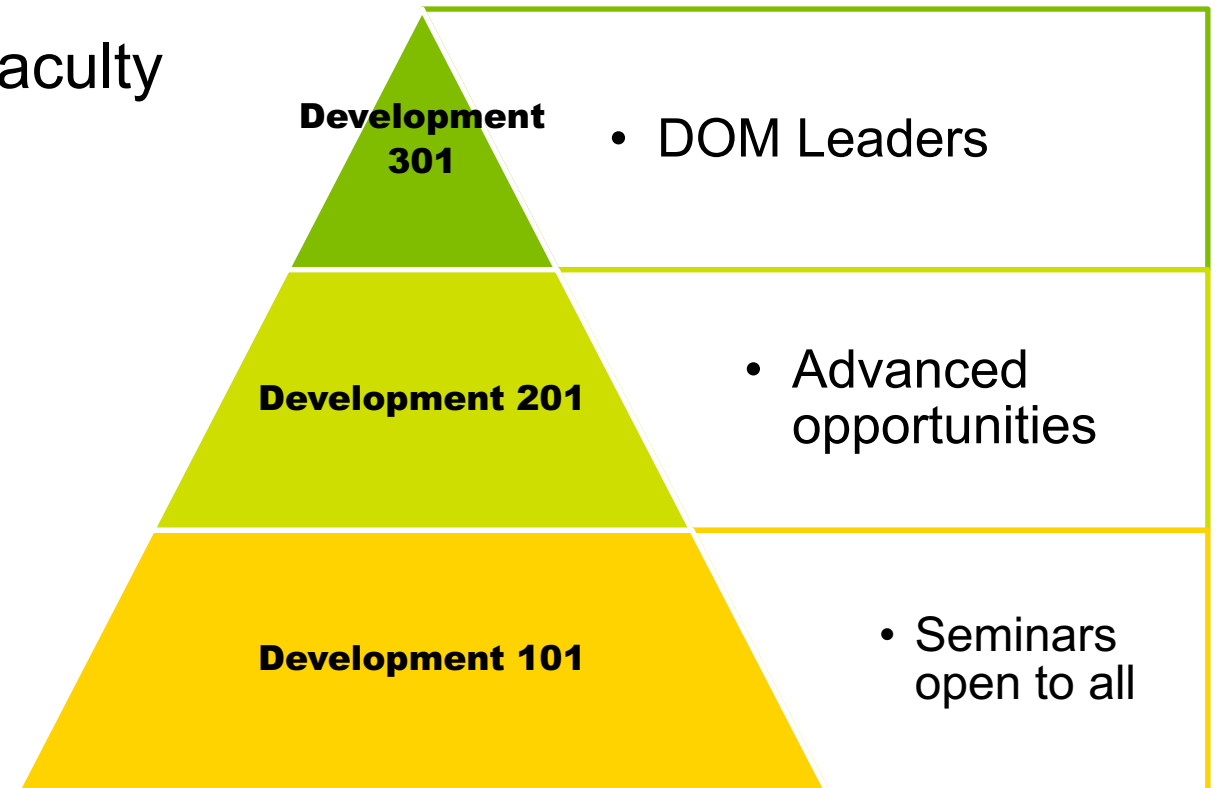 aculty
Development
301
• DOM Leaders
Development 201
• Advanced
opportunities
Development 101
• Seminars
open to all